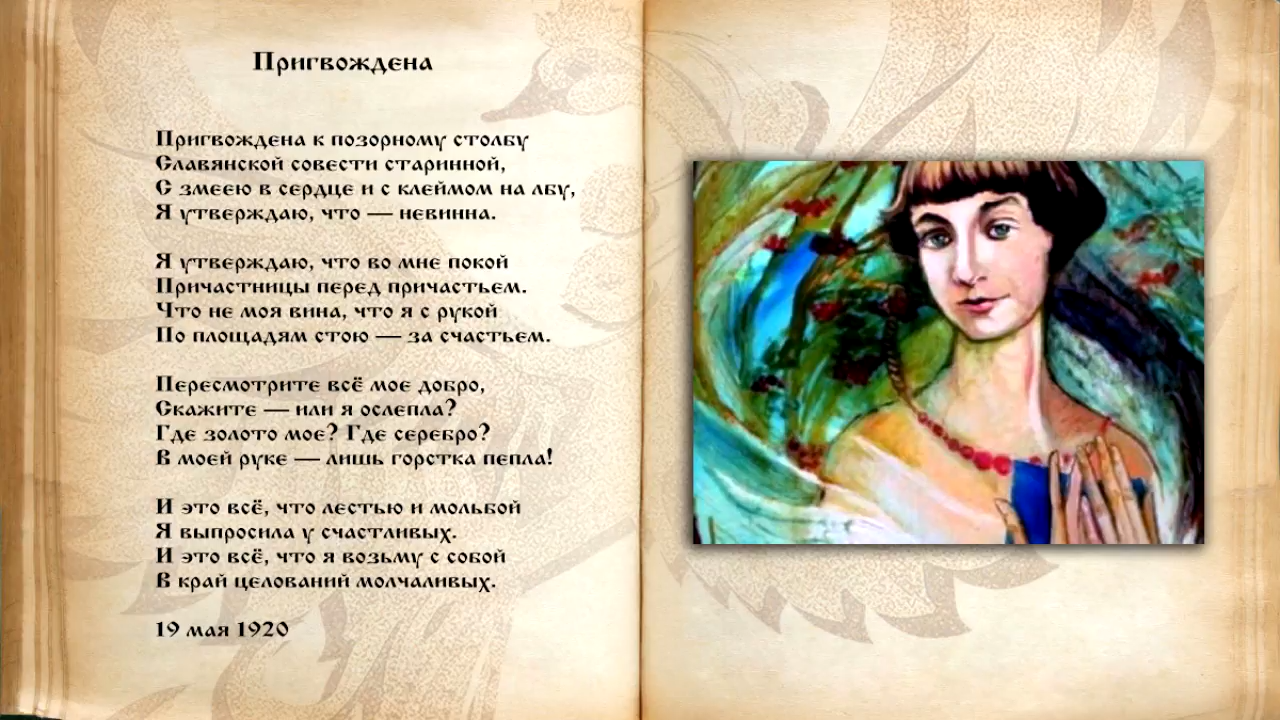 Пригвождена
Пригвождена к позорному столбу
Славянской совести старинной,
С змеею в сердце и с клеймом на лбу,
Я утверждаю, что — невинна.
Я утверждаю, что во мне покой
Причастницы перед причастьем.
Что не моя вина, что я с рукой
По площадям стою — за счастьем.
Пересмотрите всё мое добро,
Скажите — или я ослепла?
Где золото мое? Где серебро?
В моей руке — лишь горстка пепла!
И это всё, что лестью и мольбой
Я выпросила у счастливых.
И это всё, что я возьму с собой
В край целований молчаливых.
19 мая 1920